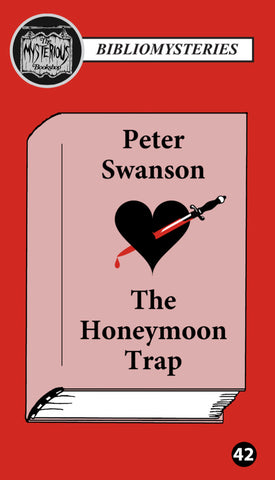 The
MYSTERIOUS
Bookshop
BIBLIOMYSTERIES
Peter
Swanson
The
Honeymoon
Trap
42